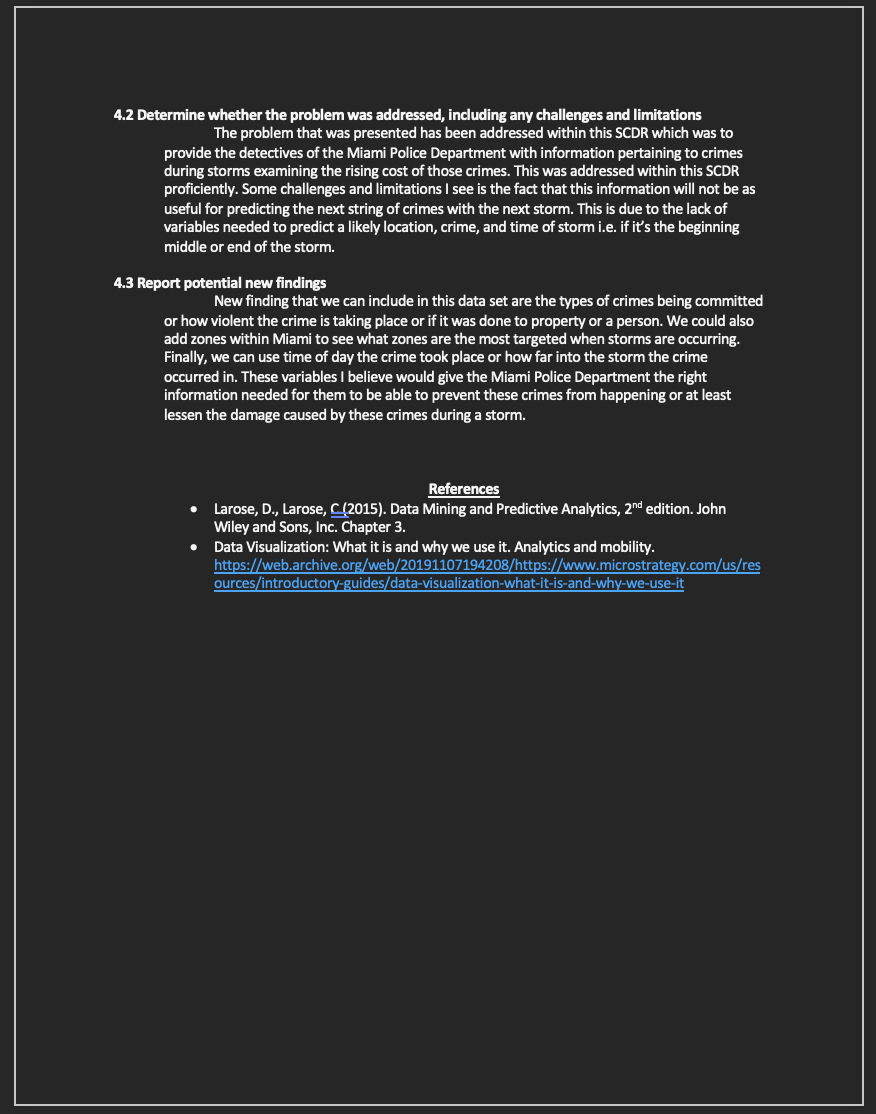 4.2 Determine whether the problem was addressed, including any challenges and limitations
The problem that was presented has been addressed within this SCDR which was to
provide the detectives of the Miami Police Department with information pertaining to crimes
during storms examining the rising cost of those crimes. This was addressed within this SCDR
proficiently. Some challenges and limitations I see is the fact that this information will not be as
useful for predicting the next string of crimes with the next storm. This is due to the lack of
variables needed to predict a likely location, crime, and time of storm i.e. if it's the beginning
middle or end of the storm.
4.3 Report potential new findings
New finding that we can include in this data set are the types of crimes being committed
or how violent the crime is taking place or if it was done to property or a person. We could also
add zones within Miami to see what zones are the most targeted when storms are occurring.
Finally, we can use time of day the crime took place or how far into the storm the crime
occurred in. These variables I believe would give the Miami Police Department the right
information needed for them to be able to prevent these crimes from happening or at least
lessen the damage caused by these crimes during a storm.
References
• Larose, D., Larose, C.(2015). Data Mining and Predictive Analytics, 2nd edition. John
Wiley and Sons, Inc. Chapter 3.
• Data Visualization: What it is and why we use it. Analytics and mobility.
https://web.archive.org/web/20191107194208/https://www.microstrategy.com/us/res
ources/introductory-guides/data-visualization-what-it-is-and-why-we-use-it